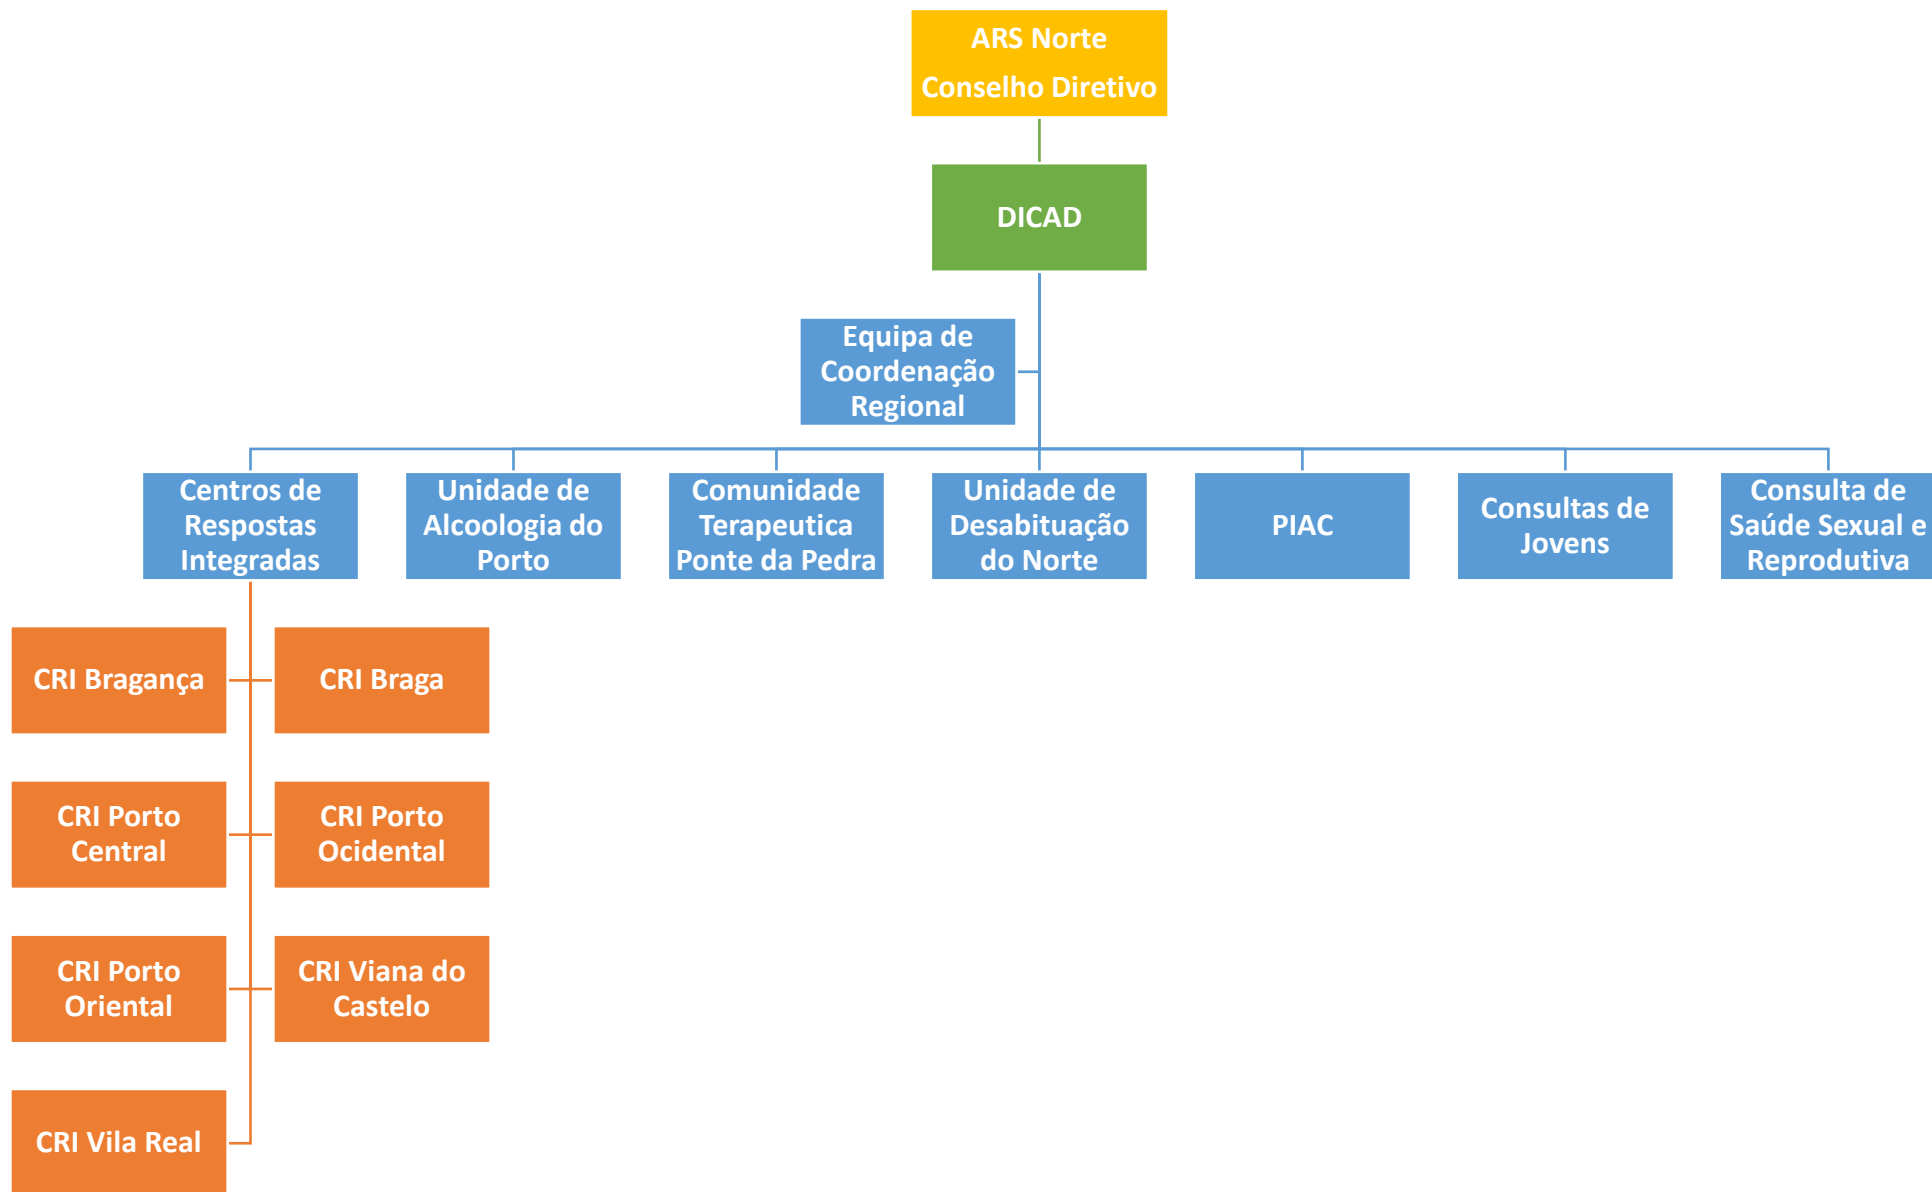 ARS Norte
Conselho Diretivo
DICAD
Equipa de
Coordenação
Regional
Centros de
Respostas
Integradas
Unidade de
Alcoologia do
Porto
Comunidade
Terapeutica
Ponte da Pedra
Unidade de
Desabituação
do Norte
PIAC
Consultas de
Jovens
Consulta de
Saúde Sexual e
Reprodutiva
CRI Bragança
CRI Braga
CRI Porto
Central
CRI Porto
Ocidental
CRI Porto
Oriental
CRI Viana do
Castelo
CRI Vila Real